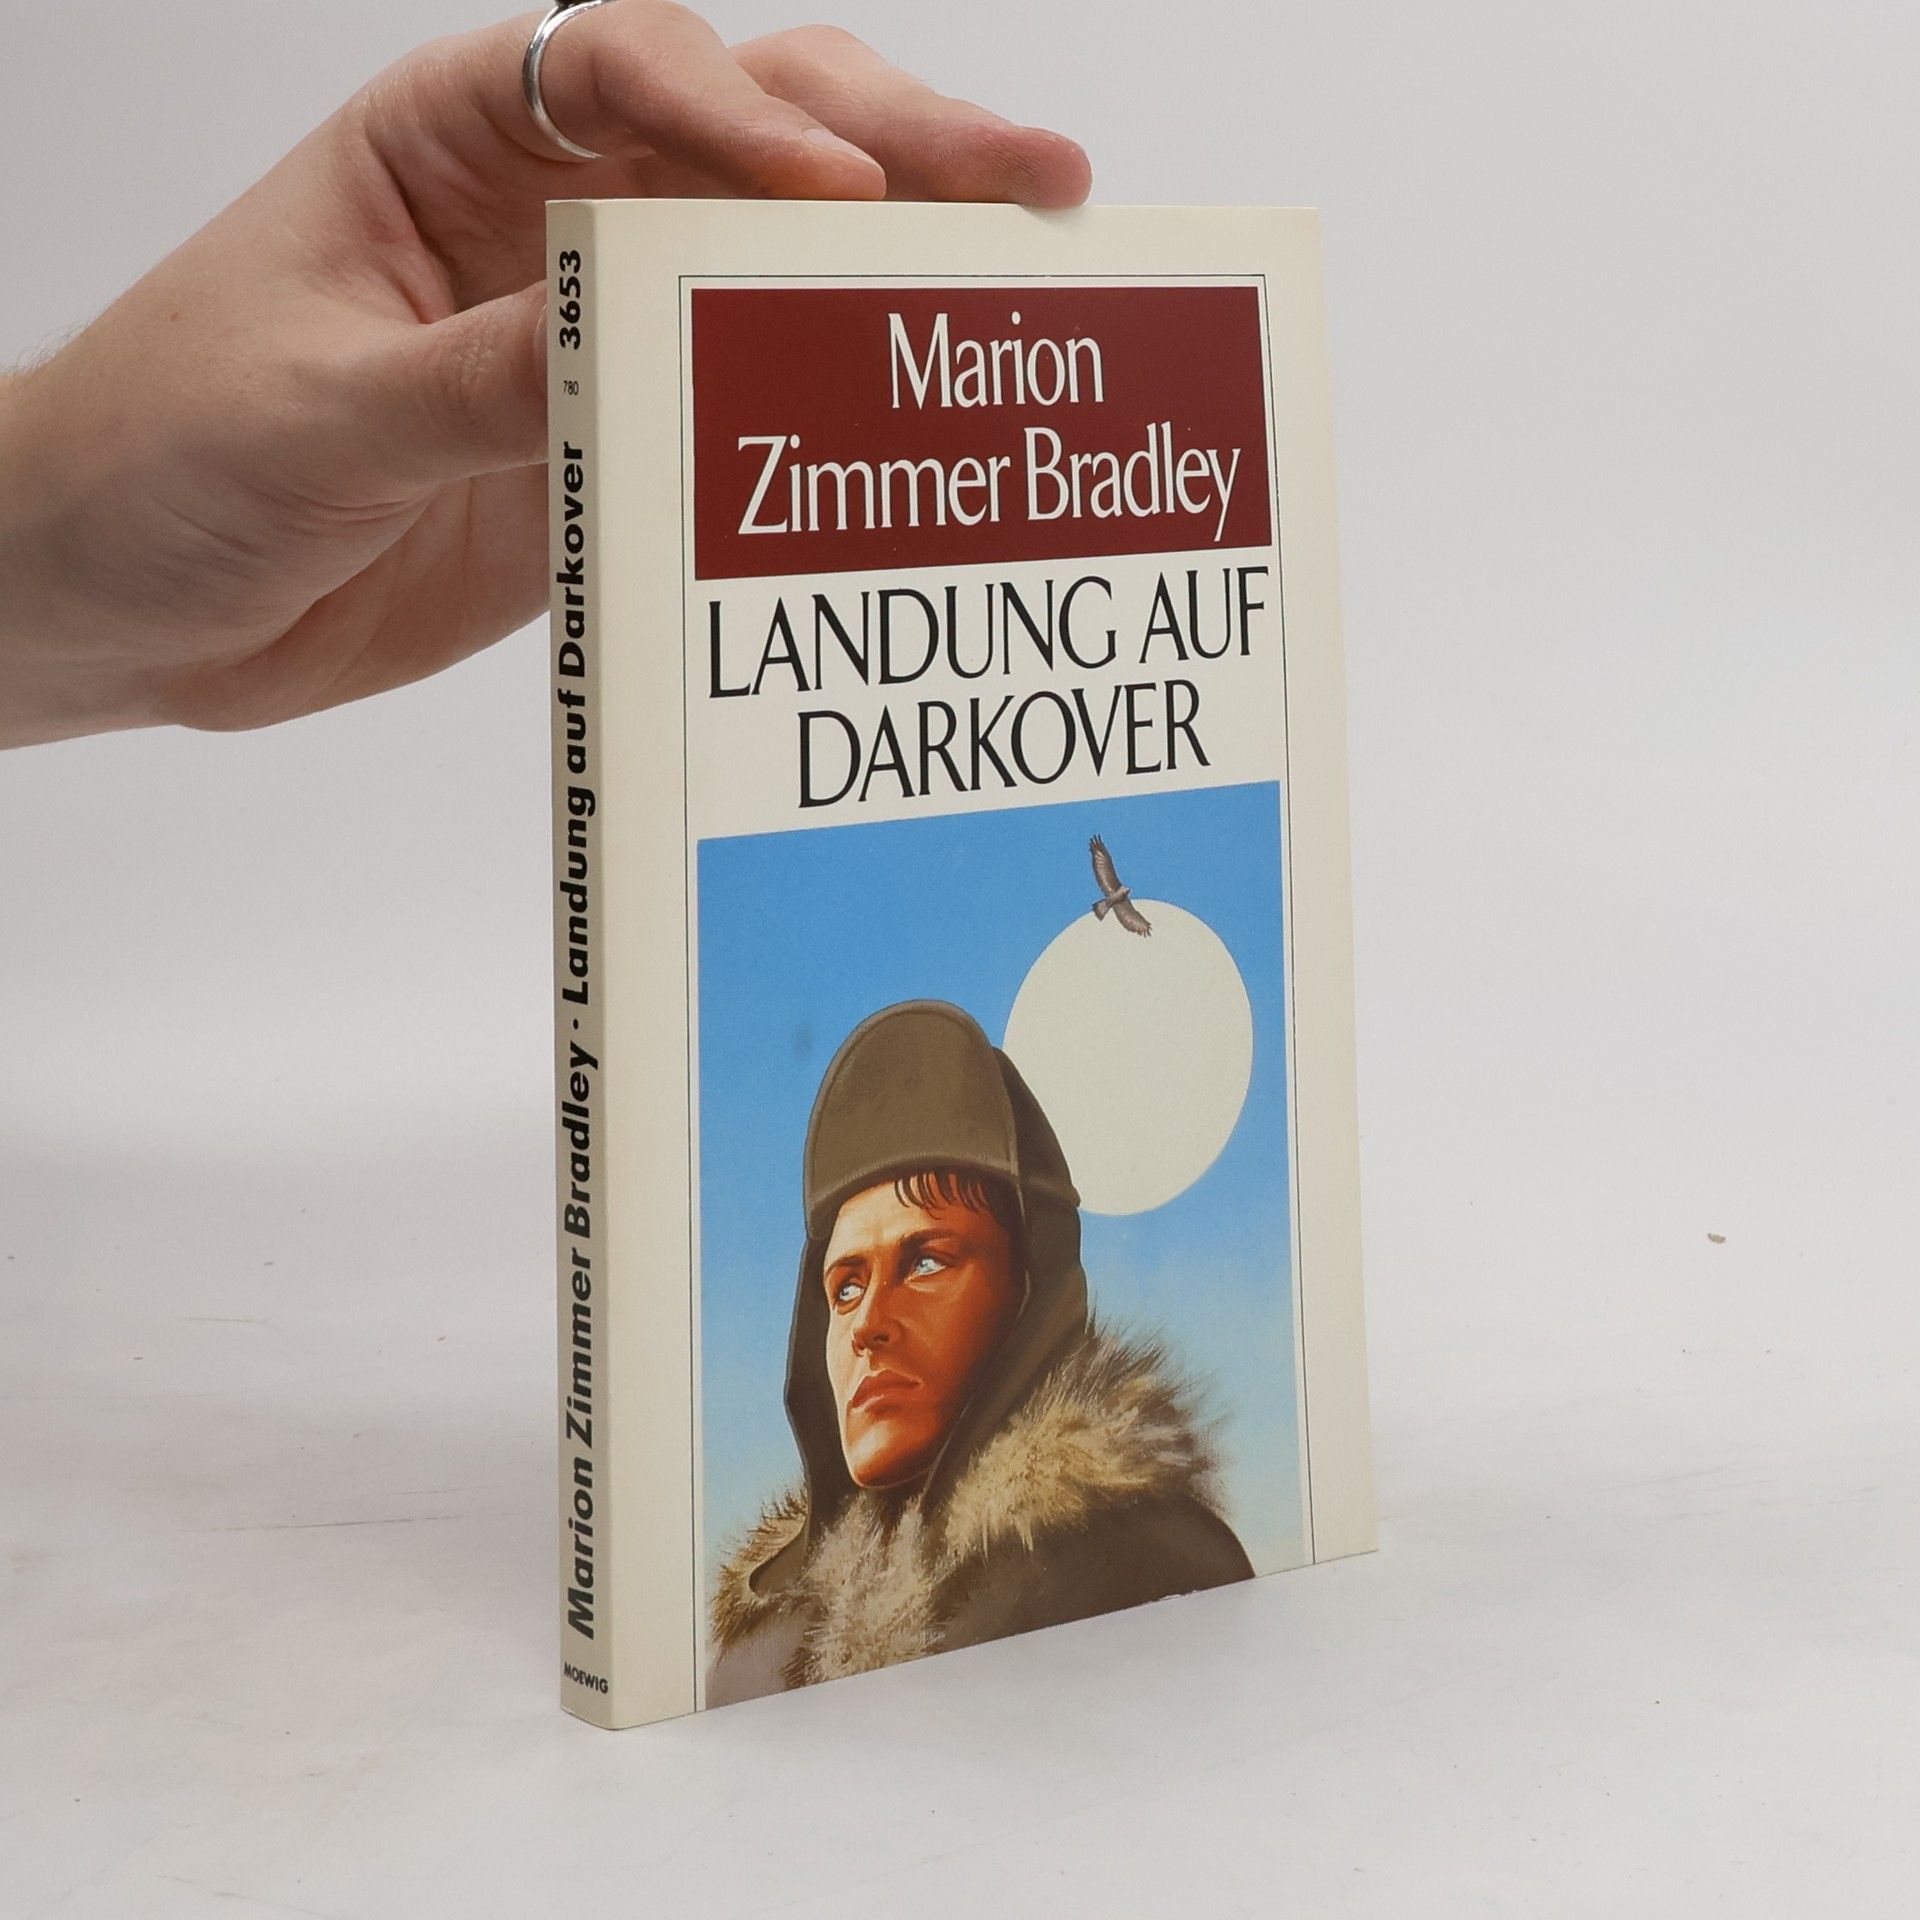 Marion
Zimmer Bradley
LANDUNG AUF
DARKOVER
Marion Zimmer Bradley · Landung auf Darkover 780 3653
MOEWIG